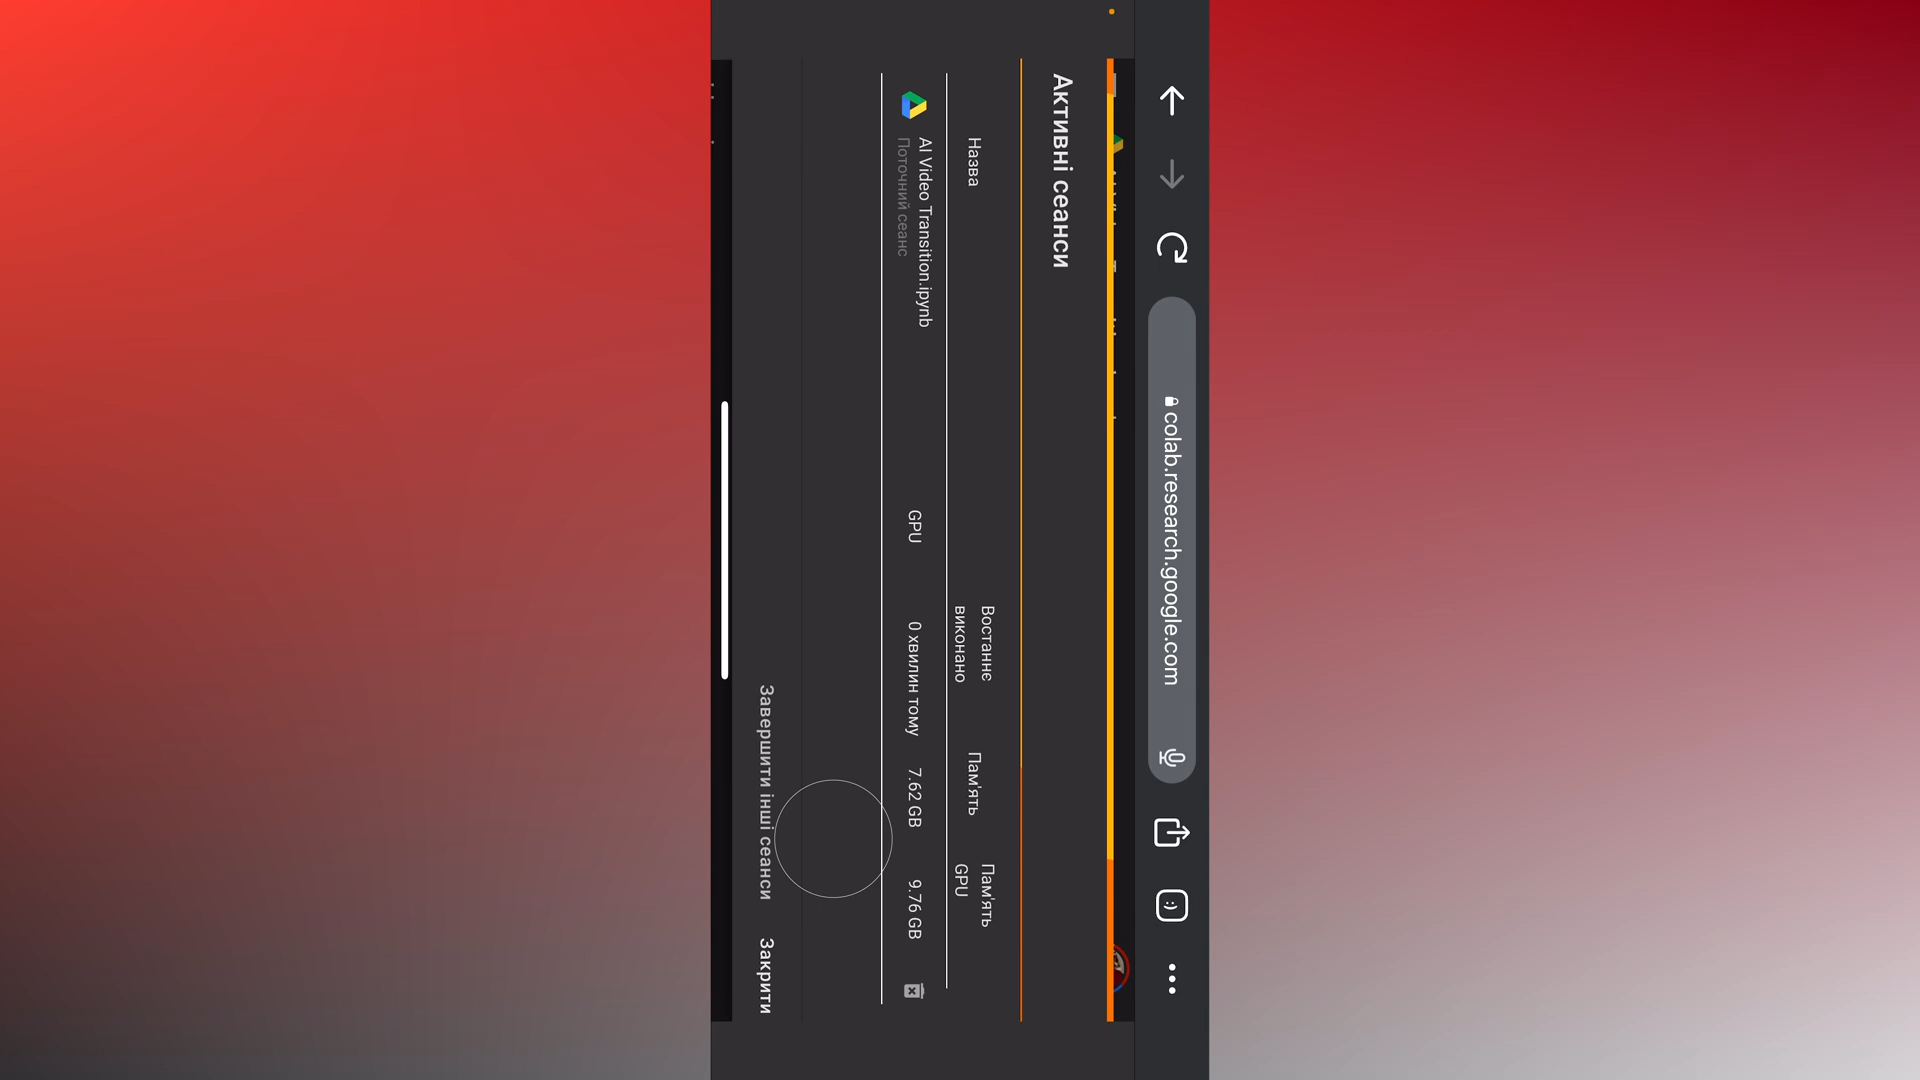 colab.research.google.com
Активні сеанси
Назва
Востаннє
виконано
Пам'ять
Пам'ять
GPU
AI Video Transition.ipynb
Поточний сеанс
GPU
0 хвилин тому
7.62 GB
9.76 GB
Завершити інші сеанси
Закрити